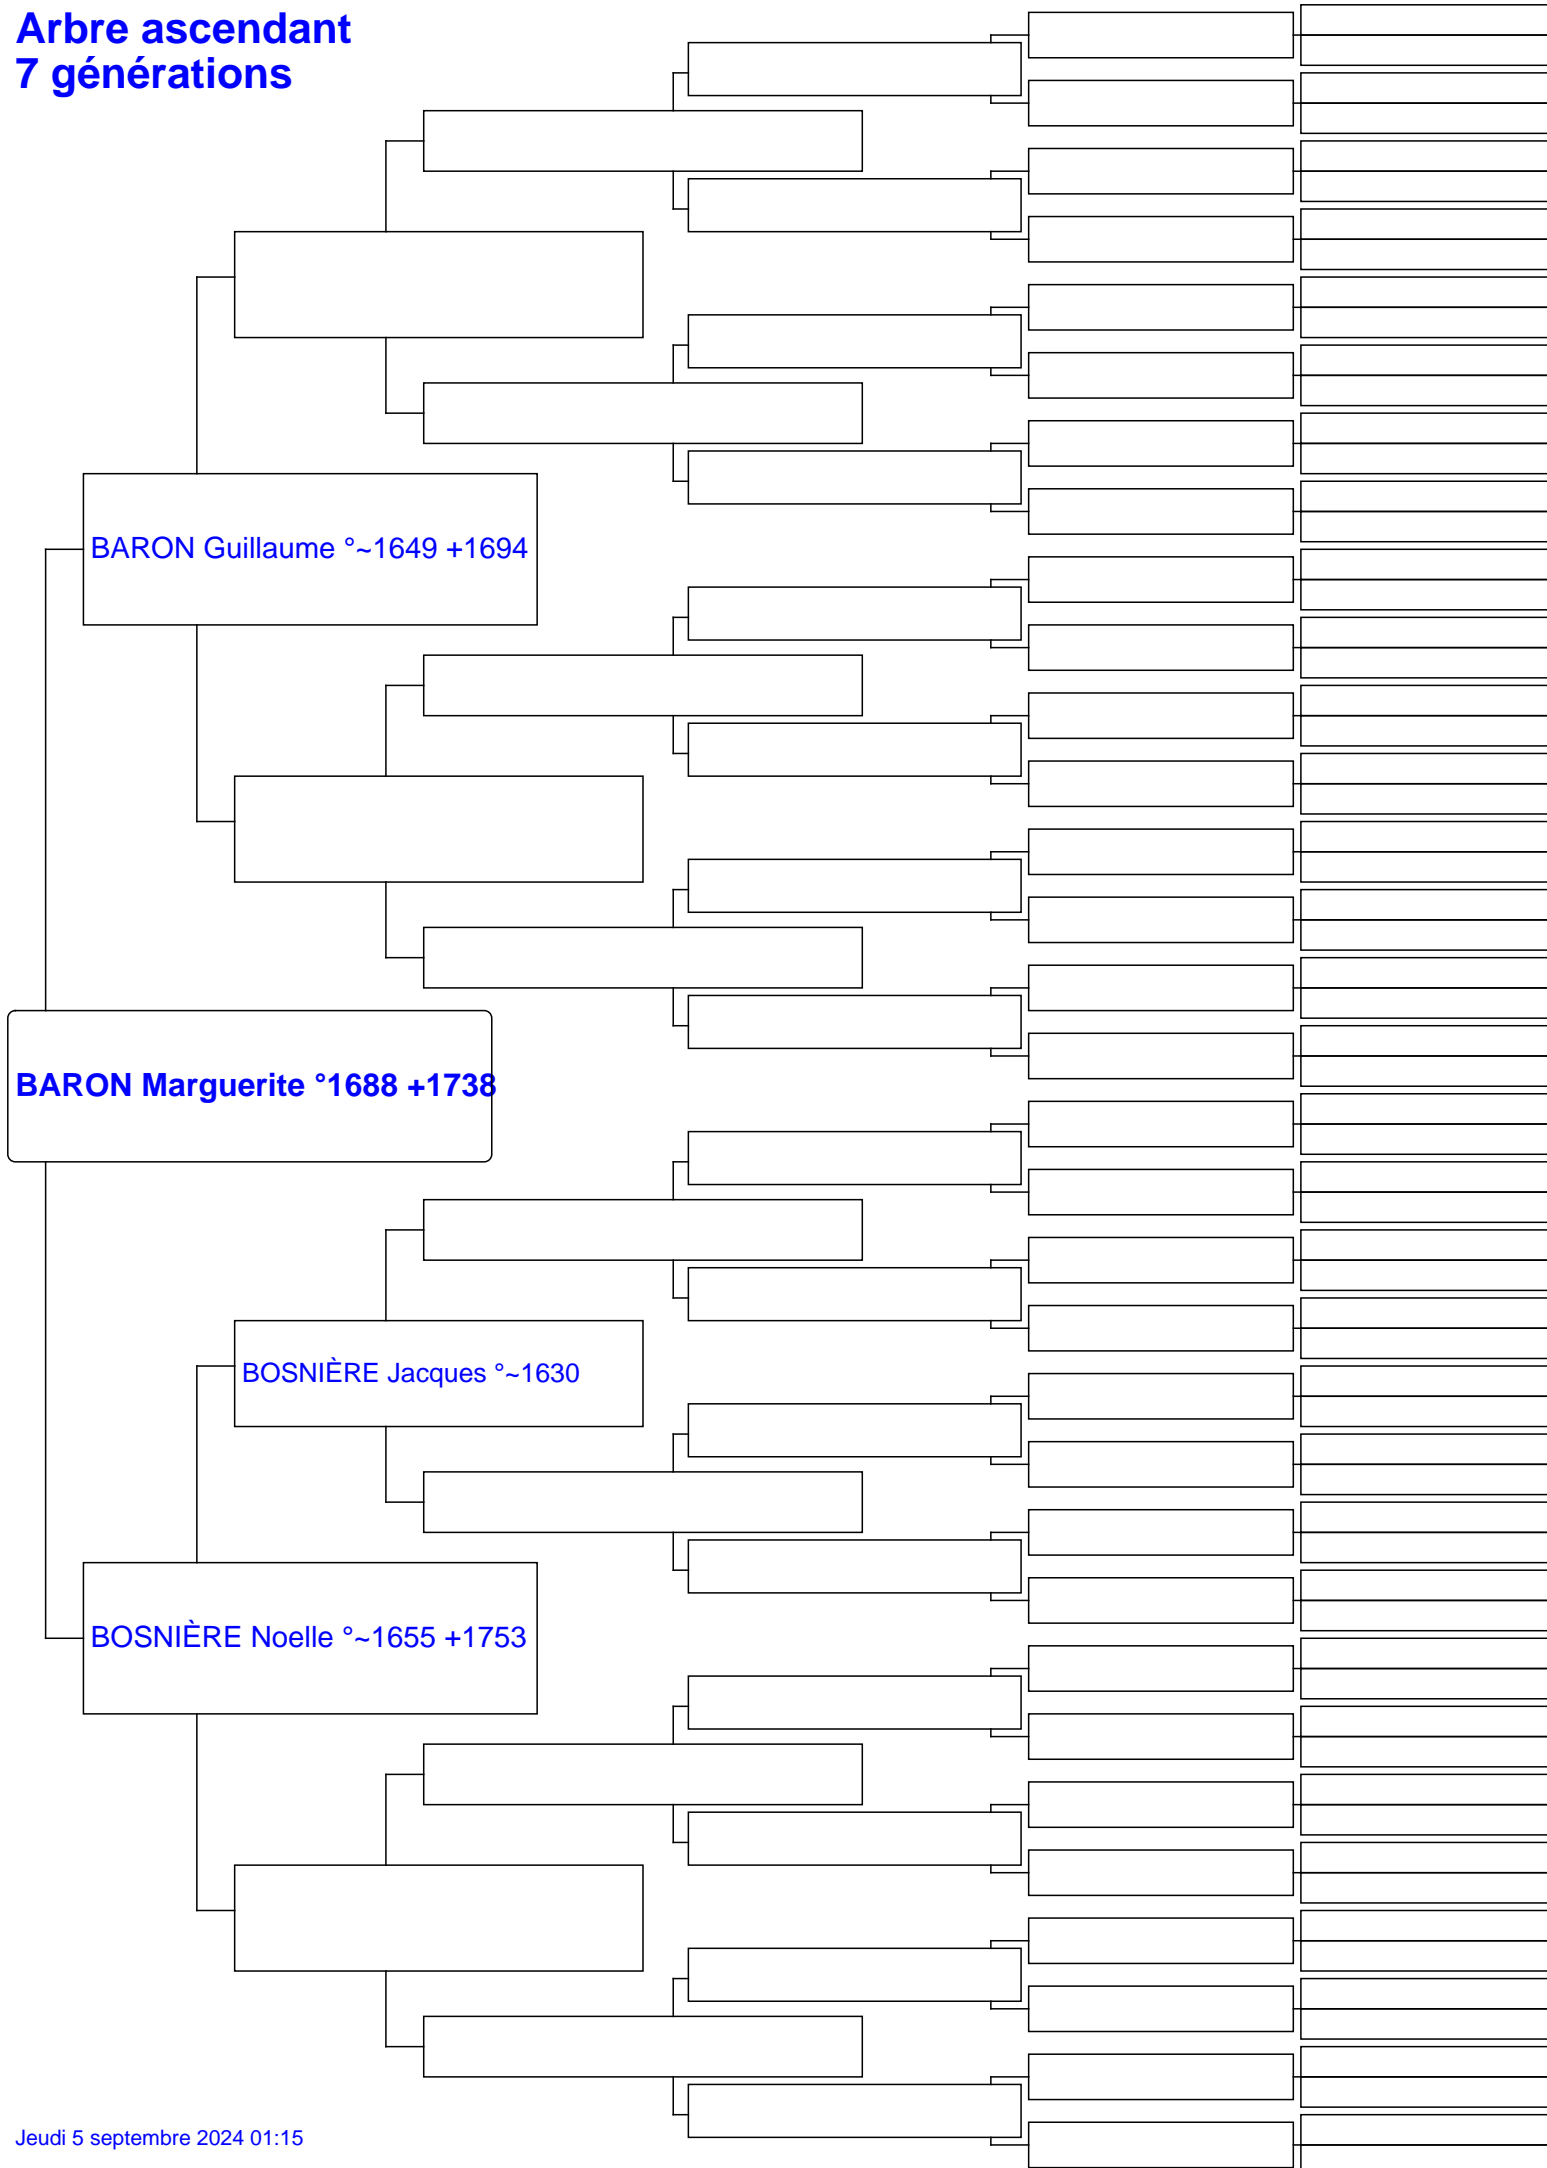 Arbre ascendant
7 générations
BARON Guillaume °~1649 +1694
BARON Marguerite °1688 +1738
BOSNIÈRE Jacques °~1630
BOSNIÈRE Noelle °~1655 +1753
Jeudi 5 septembre 2024 01:15